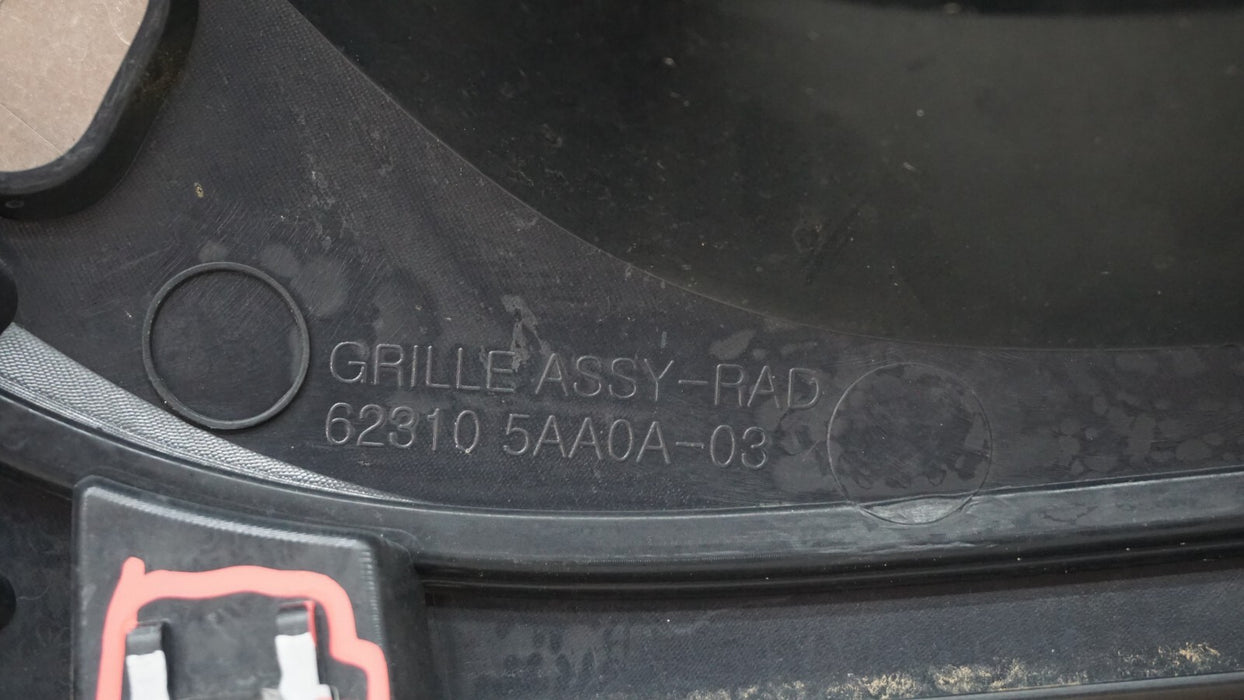 GRILLE ASSY-RAD
62310 5AA0A-03